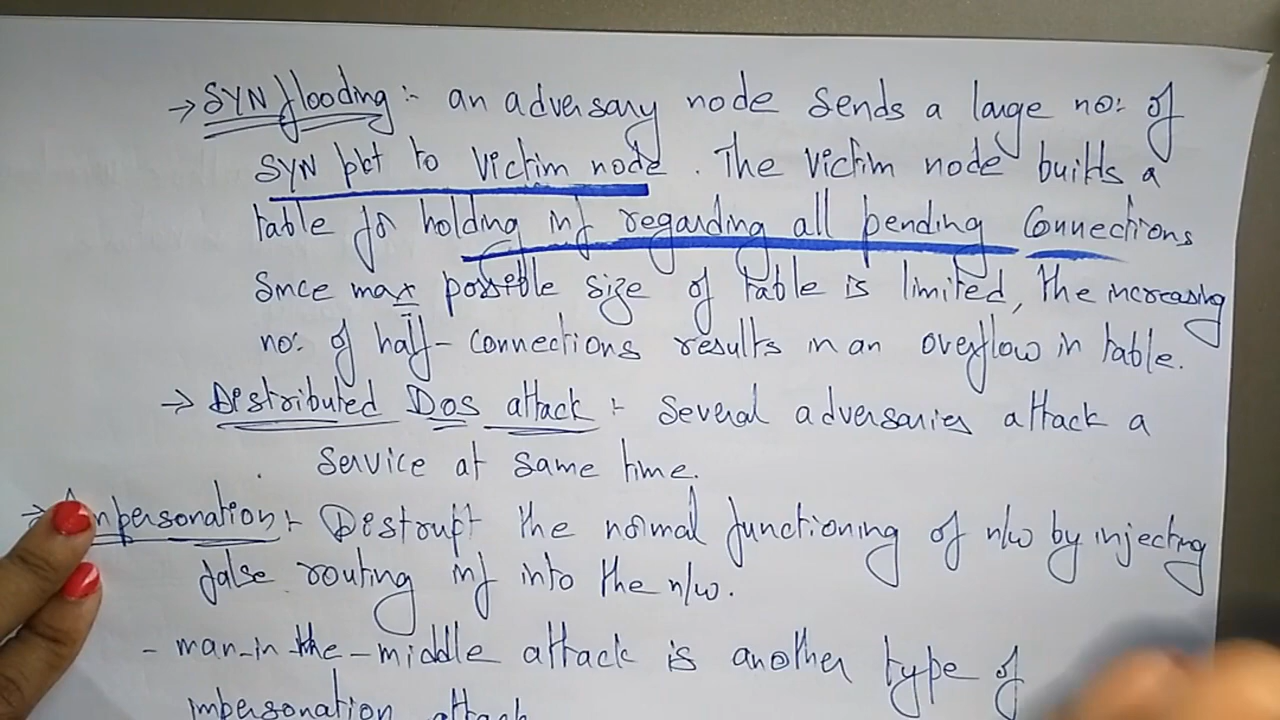 → SYN flooding :- an adversary node sends a large no: of
SYN pkt to victim node. The victim node builds a
table for holding inf regarding all pending connections
Since max possible size of table is limited, the increasing
no: of half-connections results in an overflow in table.
→ Distributed DoS attack :- Several adversaries attack a
service at same time.
→ Impersonation :- Distrupt the normal functioning of n/w by injecting
false routing inf into the n/w.
- man-in-the-middle attack is another type of
impersonation attack